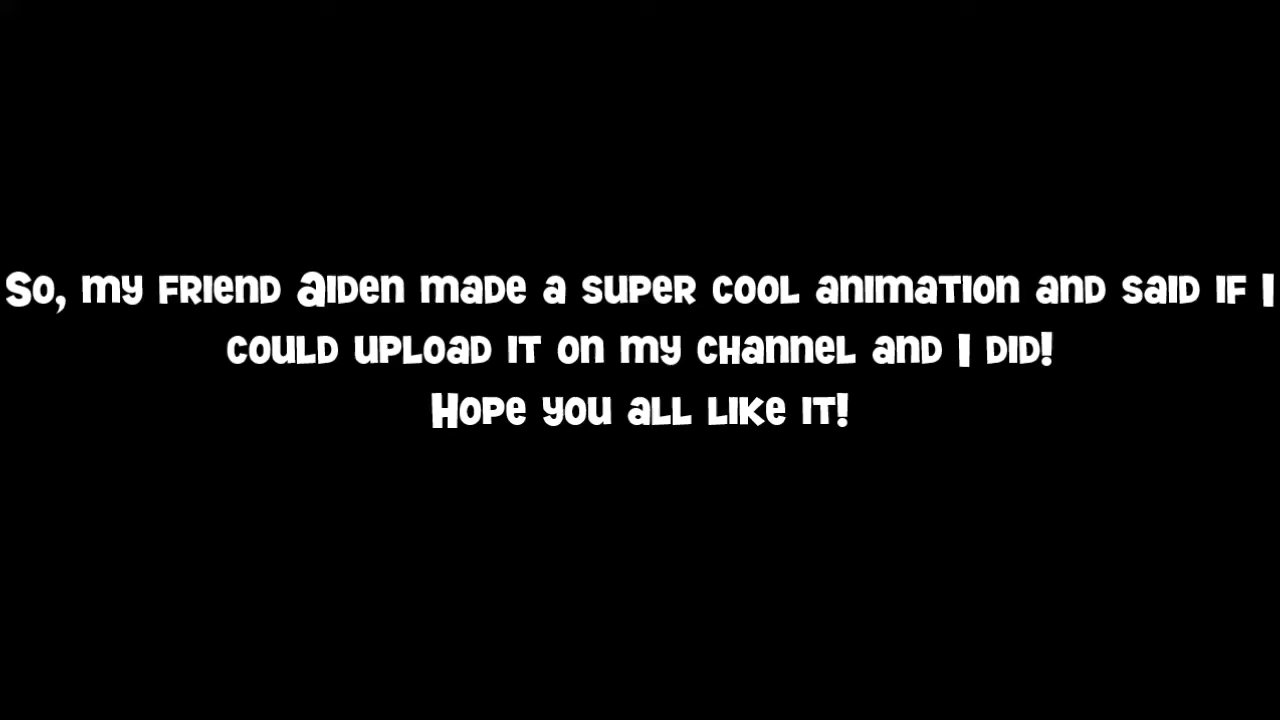 So, my friend Aiden made a super cool animation and said if I
could upload it on my channel and I did!
Hope you all like it!